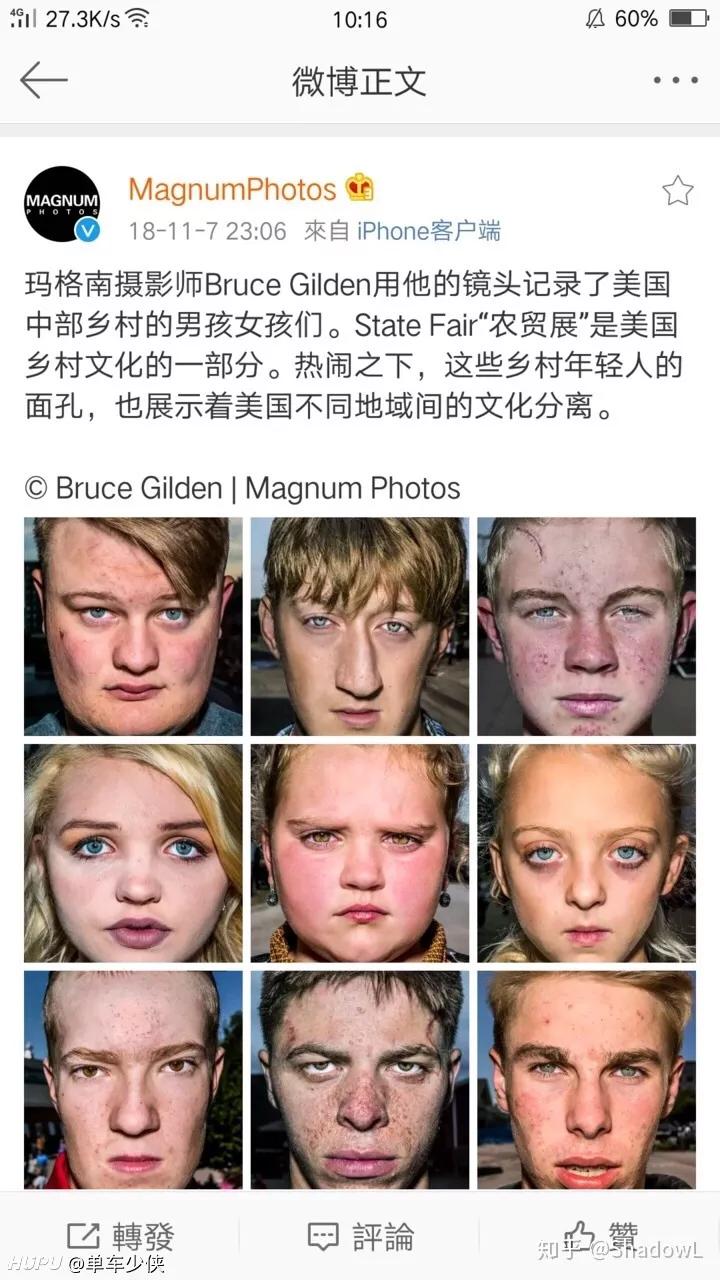 4G 27.3K/s 10:16 60%
微博正文
MAGNUM
PHOTOS
MagnumPhotos
18-11-7 23:06 來自 iPhone客户端
玛格南摄影师Bruce Gilden用他的镜头记录了美国
中部乡村的男孩女孩们。State Fair“农贸展”是美国
乡村文化的一部分。热闹之下，这些乡村年轻人的
面孔，也展示着美国不同地域间的文化分离。
© Bruce Gilden | Magnum Photos
轉發 評論 赞
HUPU @单车少侠
知乎 @ShadowL